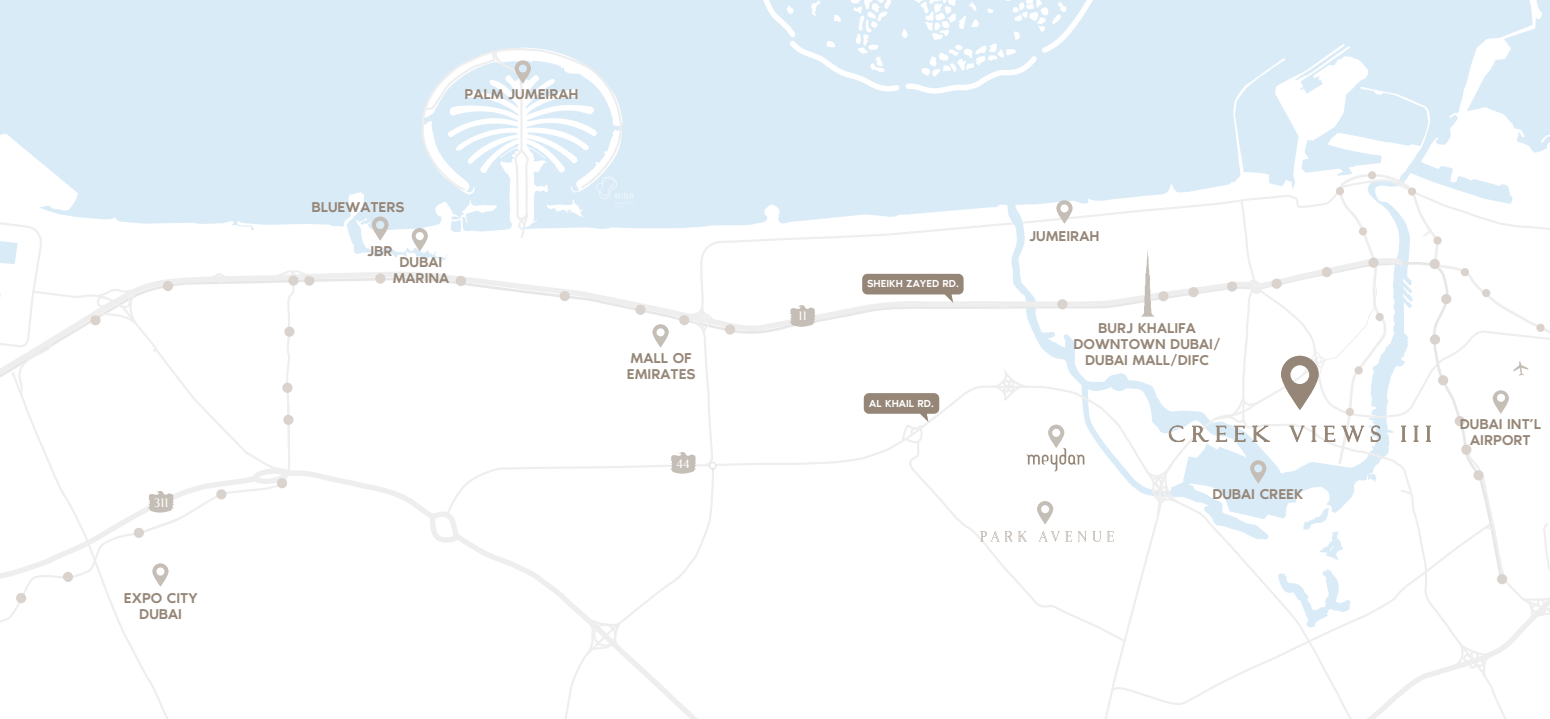 PALM JUMEIRAH
BLUEWATERS
JBR
DUBAI
MARINA
JUMEIRAH
SHEIKH ZAYED RD.
11
BURJ KHALIFA
DOWNTOWN DUBAI/
DUBAI MALL/DIFC
MALL OF
EMIRATES
AL KHAIL RD.
CREEK VIEWS III
DUBAI INT'L
AIRPORT
meydan
44
DUBAI CREEK
311
PARK AVENUE
EXPO CITY
DUBAI